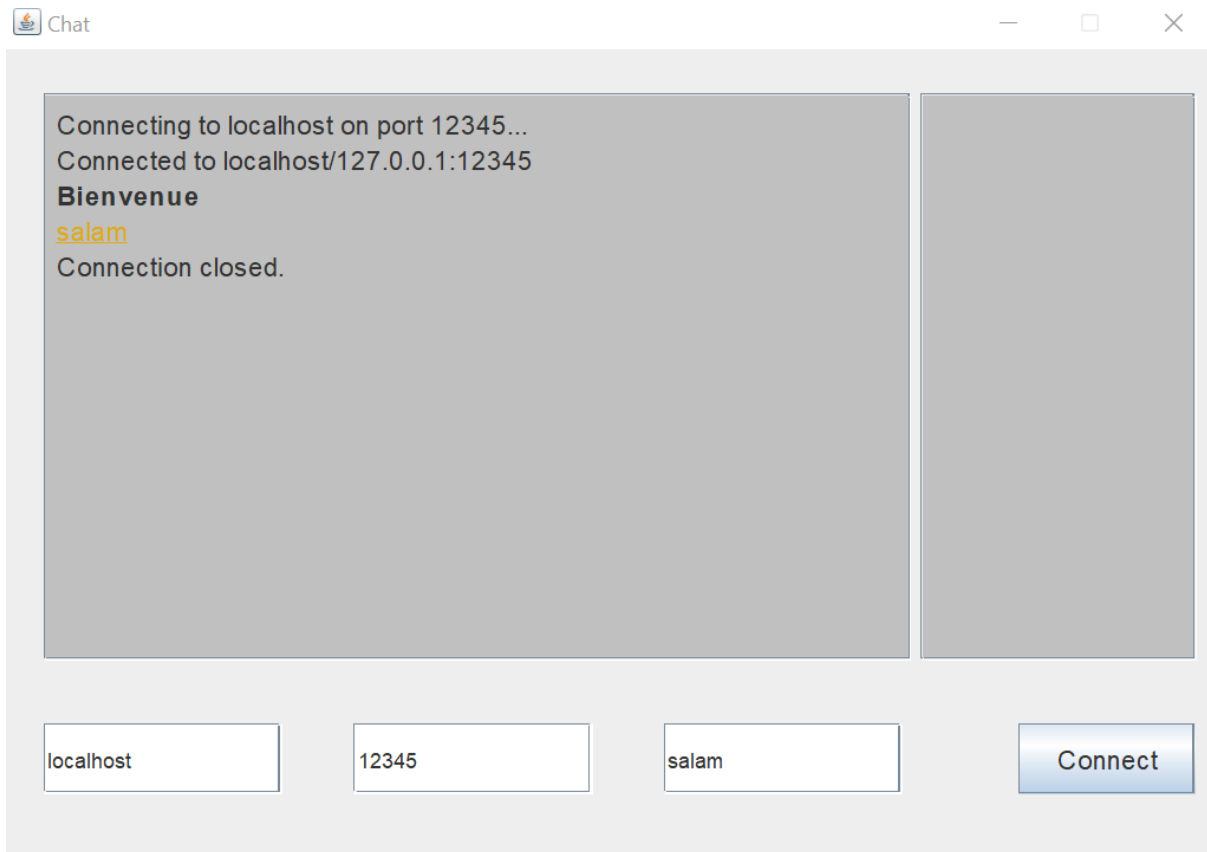 Chat
Connecting to localhost on port 12345...
Connected to localhost/127.0.0.1:12345
Bienvenue
salam
Connection closed.
localhost
12345
salam
Connect